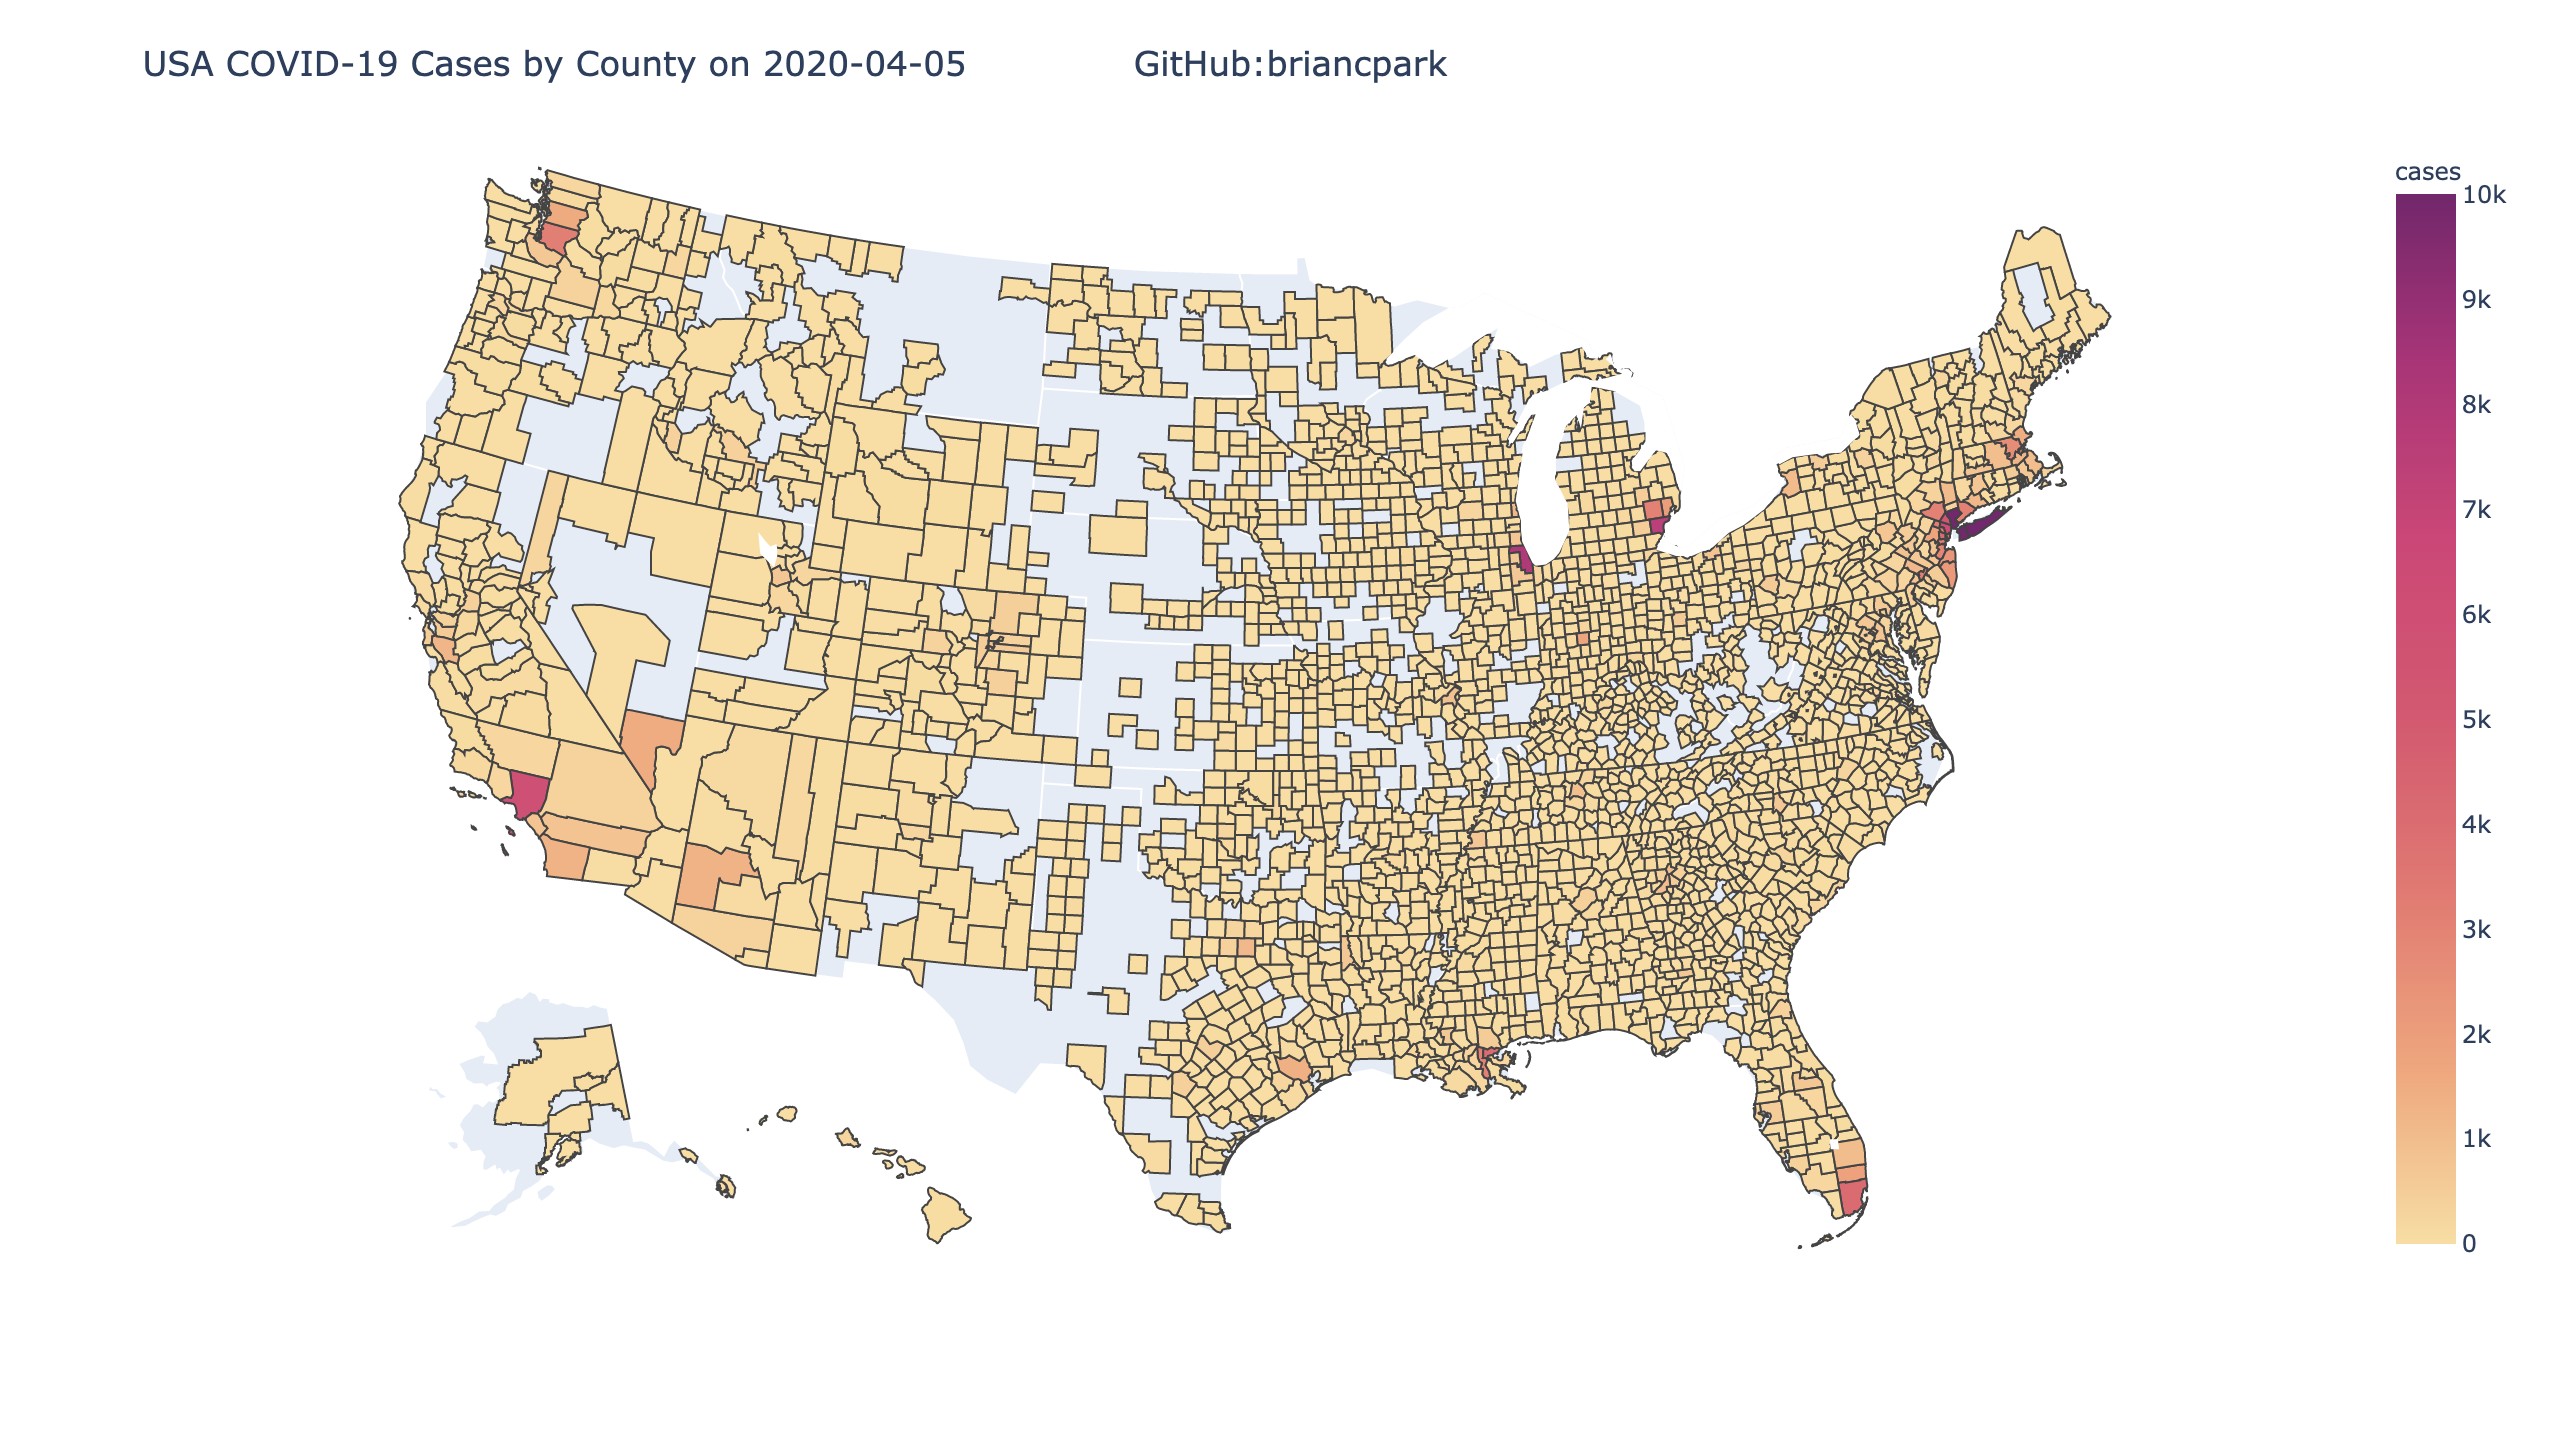 USA COVID-19 Cases by County on 2020-04-05 GitHub:briancpark
cases
10k
9k
8k
7k
6k
5k
4k
3k
2k
1k
0